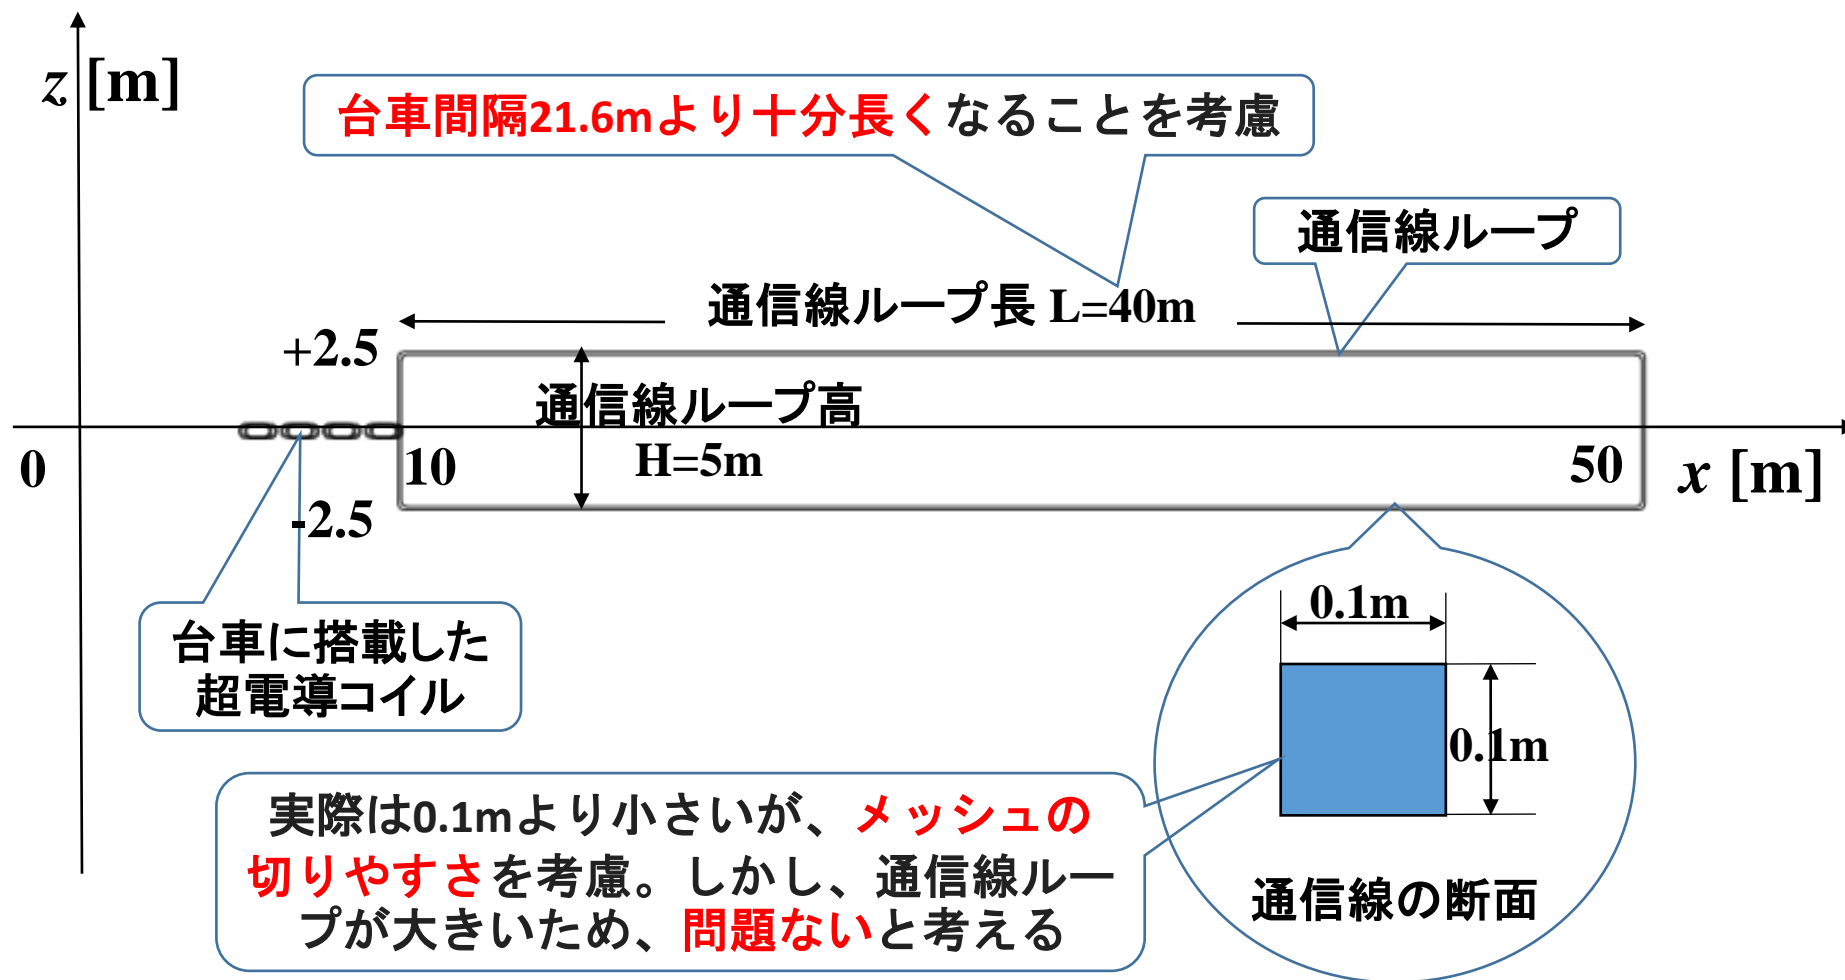 z [m]
台車間隔21.6mより十分長くなることを考慮
通信線ループ
通信線ループ長 L=40m
+2.5
通信線ループ高
H=5m
0
10
50
x [m]
-2.5
台車に搭載した
超電導コイル
0.1m
0.1m
実際は0.1mより小さいが、メッシュの
切りやすさを考慮。しかし、通信線ルー
プが大きいため、問題ないと考える
通信線の断面